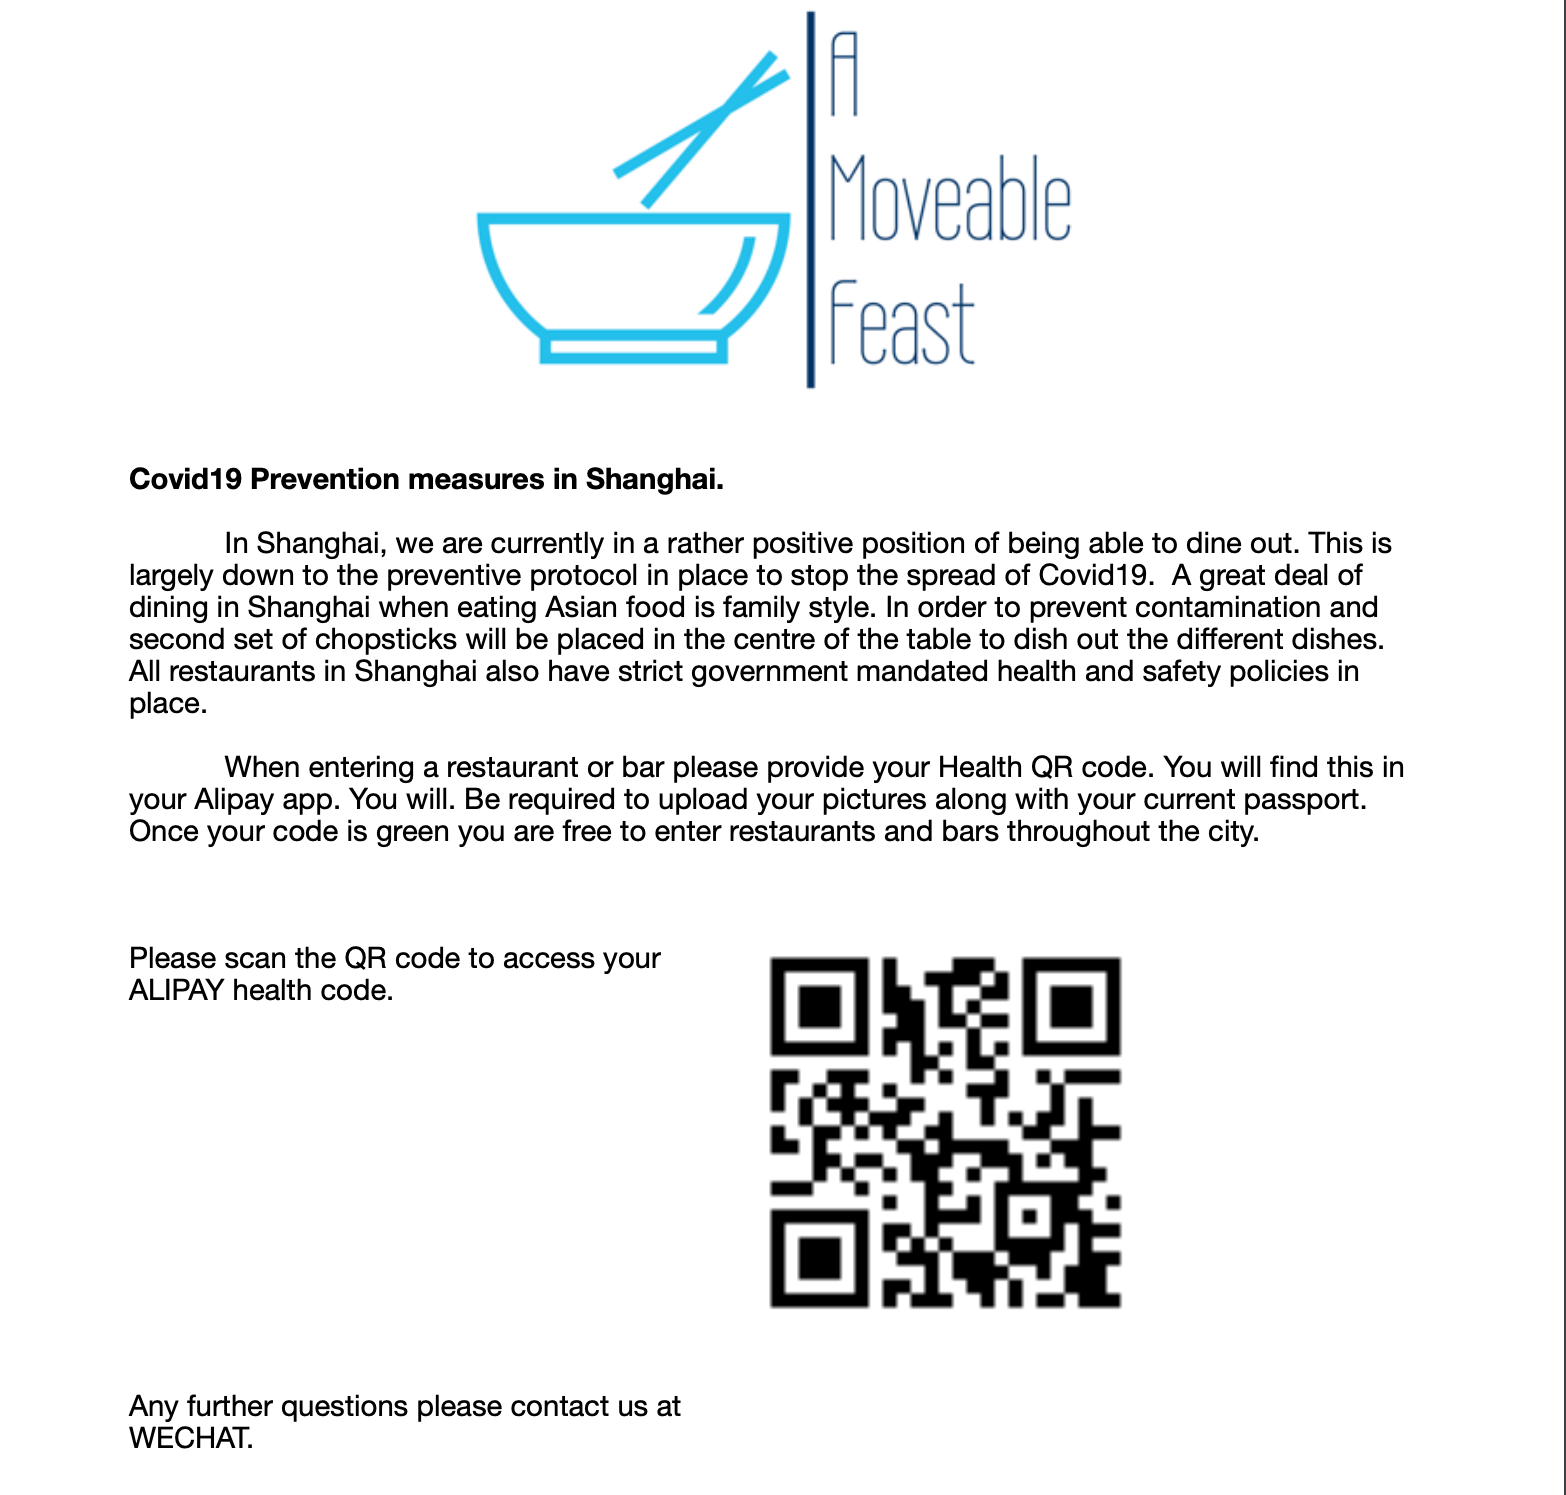 A
Moveable
Feast
Covid19 Prevention measures in Shanghai.
In Shanghai, we are currently in a rather positive position of being able to dine out. This is
largely down to the preventive protocol in place to stop the spread of Covid19.  A great deal of
dining in Shanghai when eating Asian food is family style. In order to prevent contamination and
second set of chopsticks will be placed in the centre of the table to dish out the different dishes.
All restaurants in Shanghai also have strict government mandated health and safety policies in
place.
When entering a restaurant or bar please provide your Health QR code. You will find this in
your Alipay app. You will. Be required to upload your pictures along with your current passport.
Once your code is green you are free to enter restaurants and bars throughout the city.
Please scan the QR code to access your
ALIPAY health code.
Any further questions please contact us at
WECHAT.